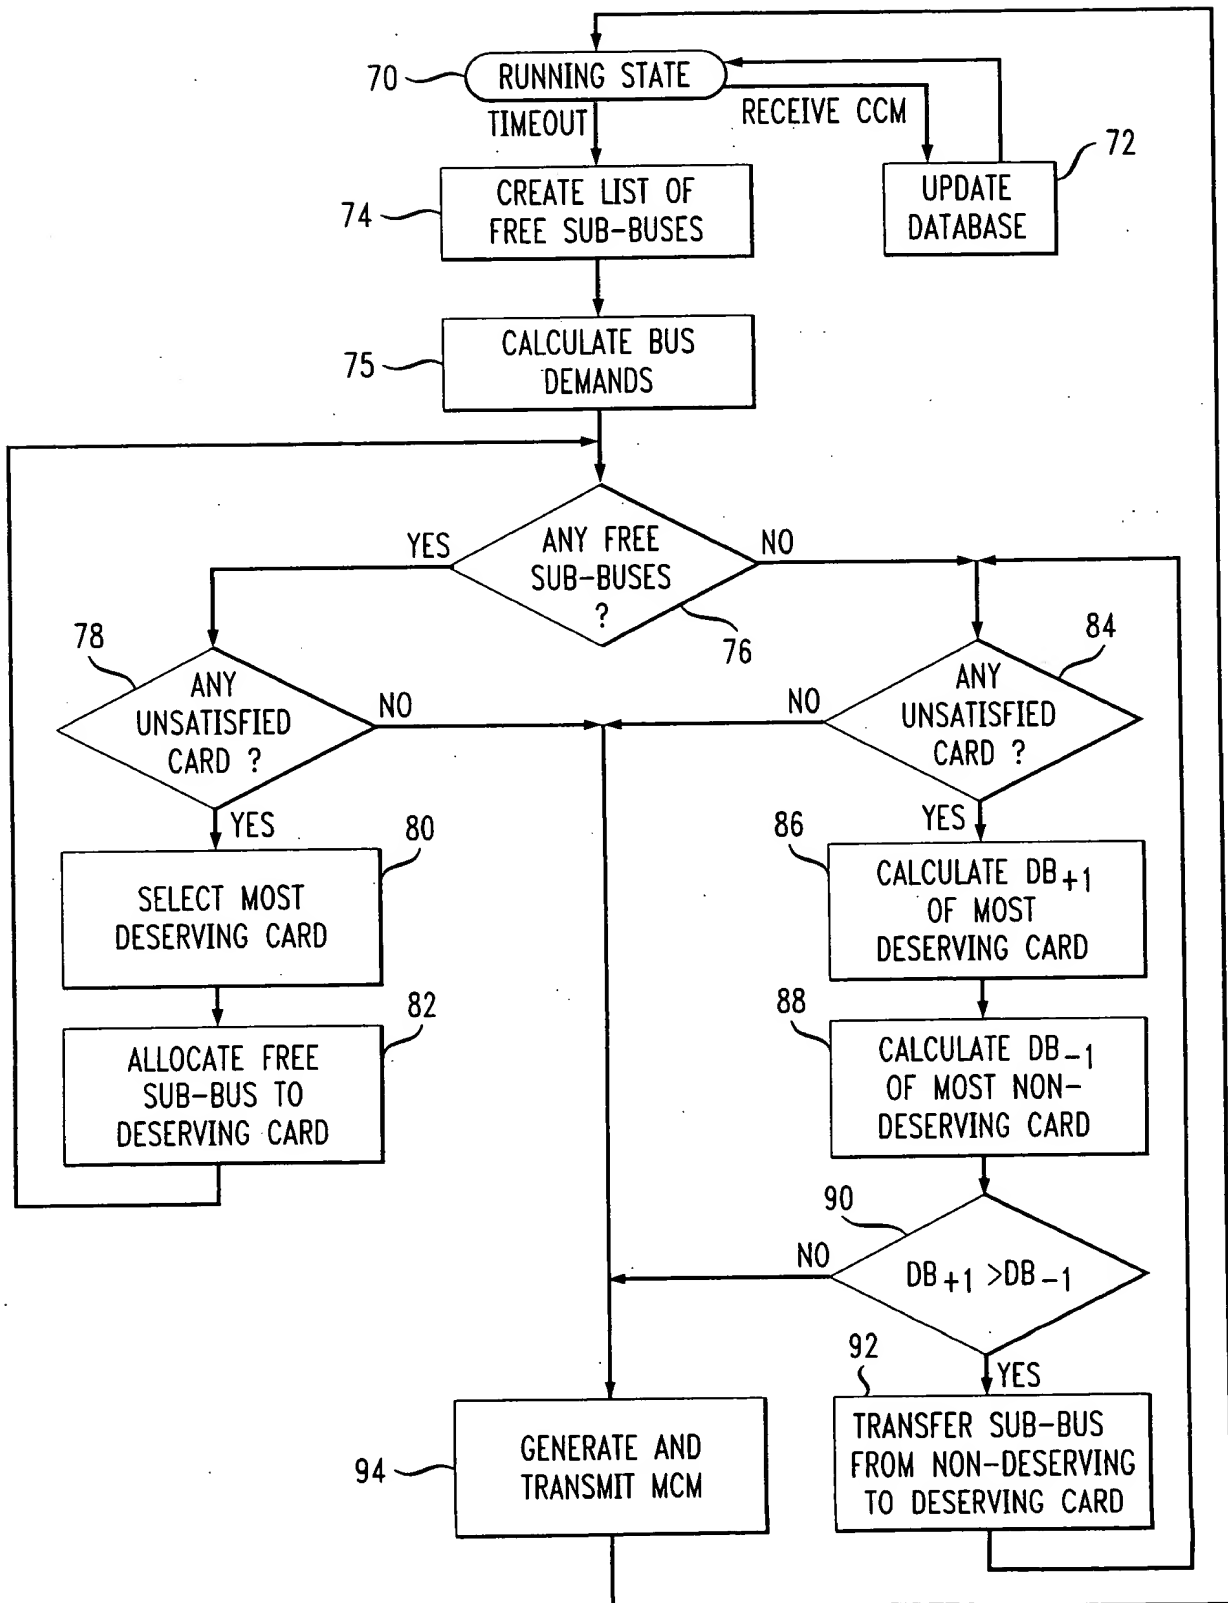 70
RUNNING STATE
TIMEOUT
RECEIVE CCM
72
UPDATE
DATABASE
74
CREATE LIST OF
FREE SUB-BUSES
75
CALCULATE BUS
DEMANDS
YES
ANY FREE
SUB-BUSES
?
NO
76
78
ANY
UNSATISFIED
CARD ?
NO
YES
84
NO
ANY
UNSATISFIED
CARD ?
YES
80
SELECT MOST
DESERVING CARD
82
ALLOCATE FREE
SUB-BUS TO
DESERVING CARD
86
CALCULATE DB+1
OF MOST
DESERVING CARD
88
CALCULATE DB-1
OF MOST NON-
DESERVING CARD
90
NO
DB+1 >DB-1
YES
92
TRANSFER SUB-BUS
FROM NON-DESERVING
TO DESERVING CARD
94
GENERATE AND
TRANSMIT MCM